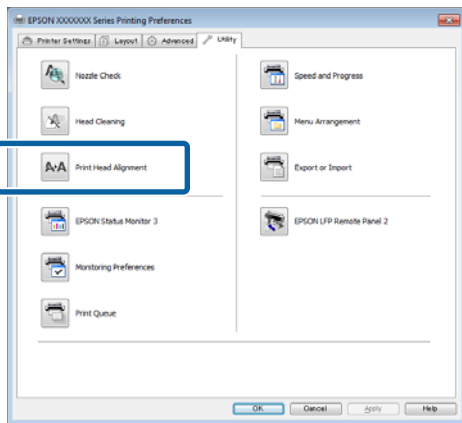 EPSON XXXXXXX Series Printing Preferences
Printer Settings
Layout
Advanced
Utility
Nozzle Check
Speed and Progress
Head Cleaning
Menu Arrangement
Print Head Alignment
Export or Import
EPSON Status Monitor 3
EPSON LFP Remote Panel 2
Monitoring Preferences
Print Queue
OK
Cancel
Apply
Help